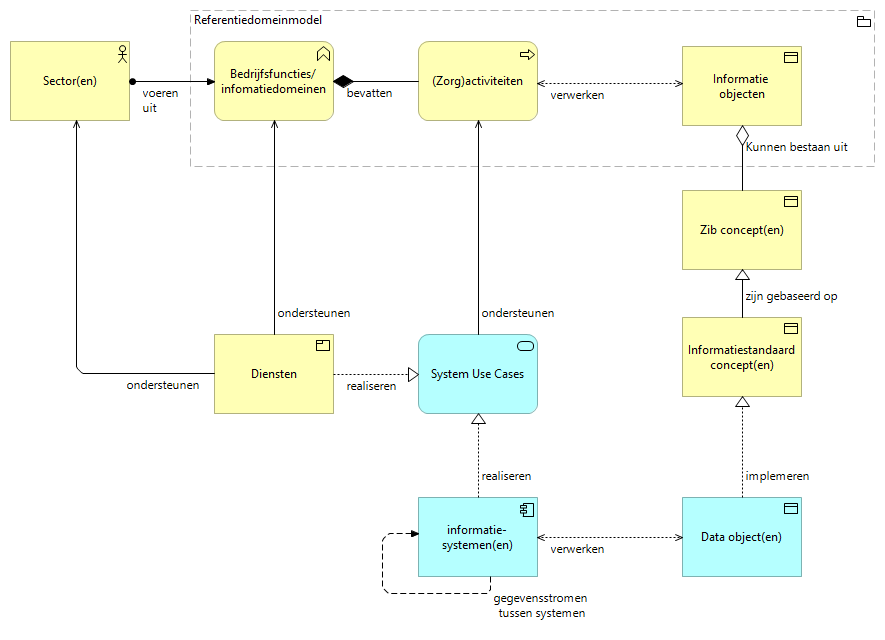 Referentiedomeinmodel
Sector(en)
voeren
uit
Bedrijfsfuncties/
infomatiedomeinen
bevatten
(Zorg)activiteiten
verwerken
Informatie
objecten
Kunnen bestaan uit
Zib concept(en)
zijn gebaseerd op
ondersteunen
ondersteunen
Informatiestandaard
concept(en)
Diensten
ondersteunen
realiseren
System Use Cases
realiseren
implemeren
informatie-
systemen(en)
verwerken
Data object(en)
gegevensstromen
tussen systemen